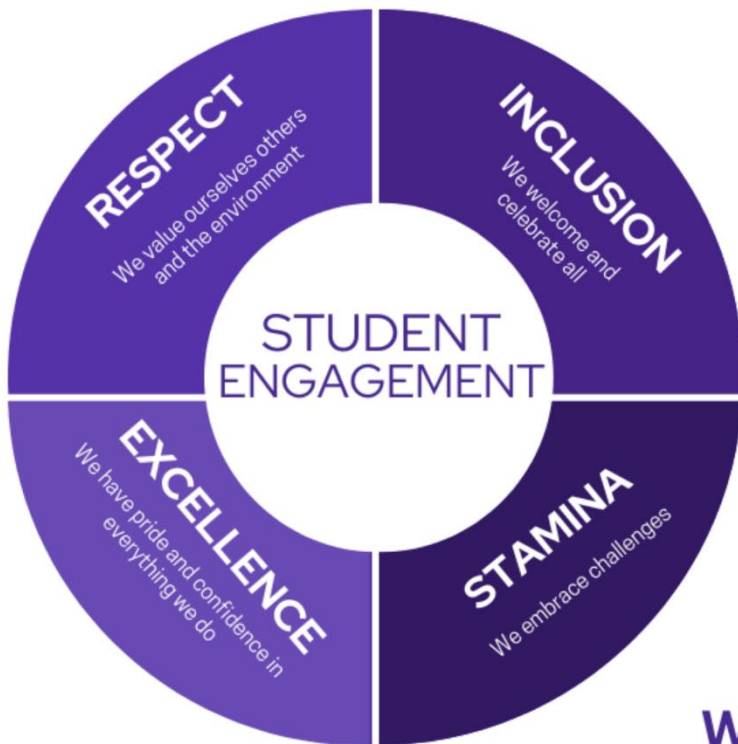 RESPECT
We value ourselves others
and the environment
INCLUSION
We welcome and
celebrate all
STUDENT
ENGAGEMENT
EXCELLENCE
We have pride and confidence in
everything we do
STAMINA
We embrace challenges
W